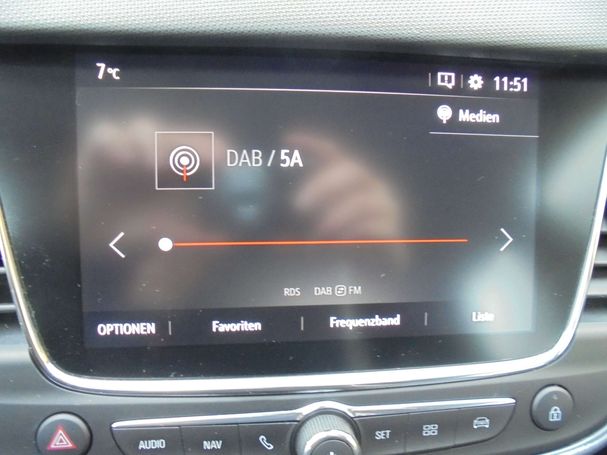 7°C 11:51
Medien
DAB / 5A
RDS DAB FM
OPTIONEN Favoriten Frequenzband Liste
AUDIO NAV SET